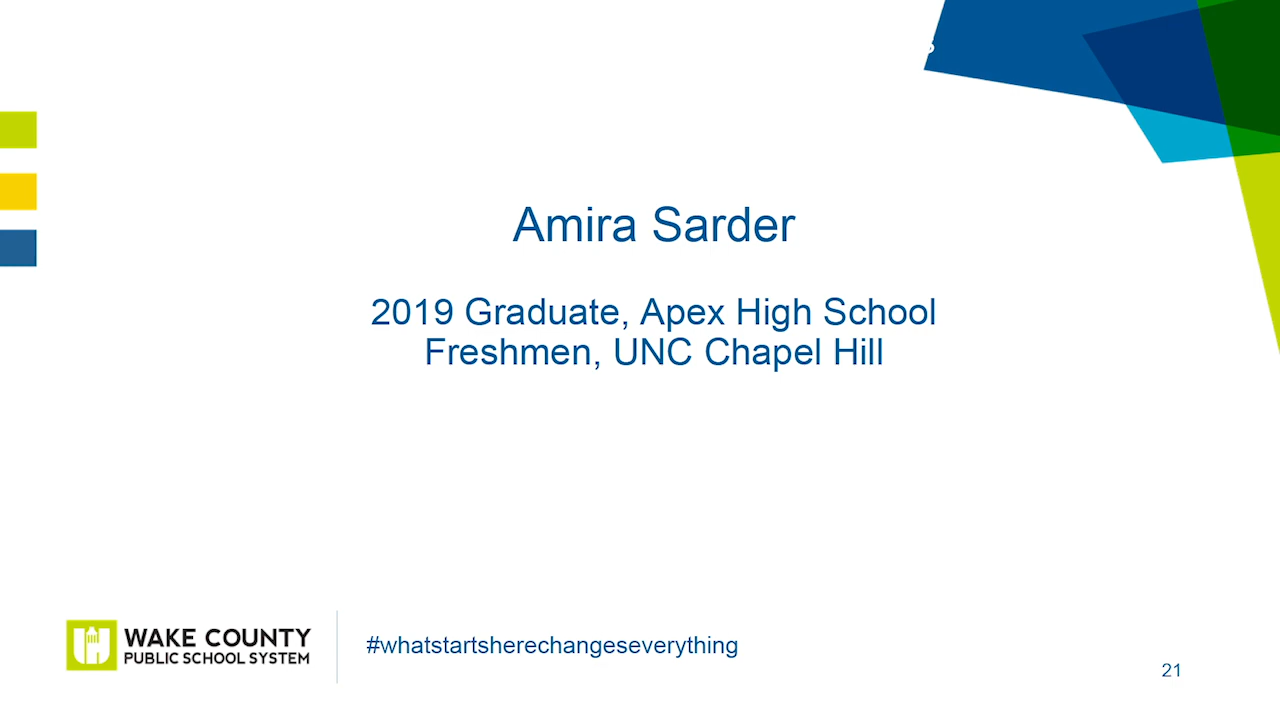 Amira Sarder
2019 Graduate, Apex High School
Freshmen, UNC Chapel Hill
WAKE COUNTY
PUBLIC SCHOOL SYSTEM
#whatstartsherechangeseverything
21